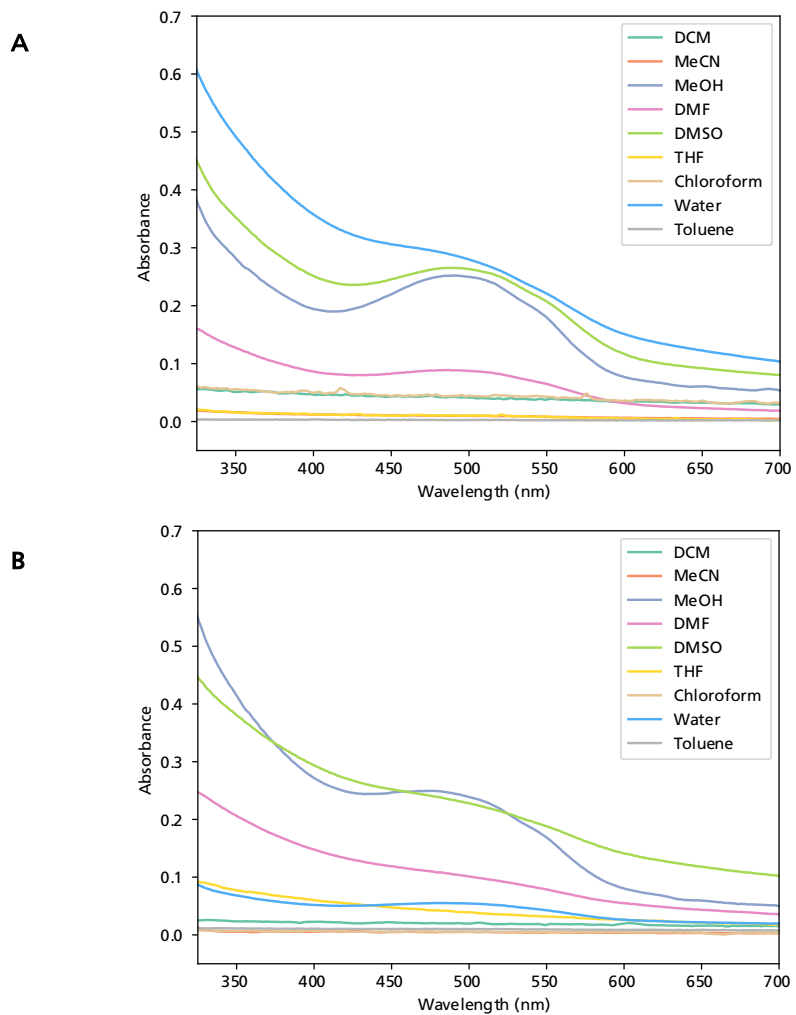 A
0.7
0.6
0.5
0.4
0.3
0.2
0.1
0.0
Absorbance
DCM
MeCN
MeOH
DMF
DMSO
THF
Chloroform
Water
Toluene
350 400 450 500 550 600 650 700
Wavelength (nm)
B
0.7
0.6
0.5
0.4
0.3
0.2
0.1
0.0
Absorbance
DCM
MeCN
MeOH
DMF
DMSO
THF
Chloroform
Water
Toluene
350 400 450 500 550 600 650 700
Wavelength (nm)